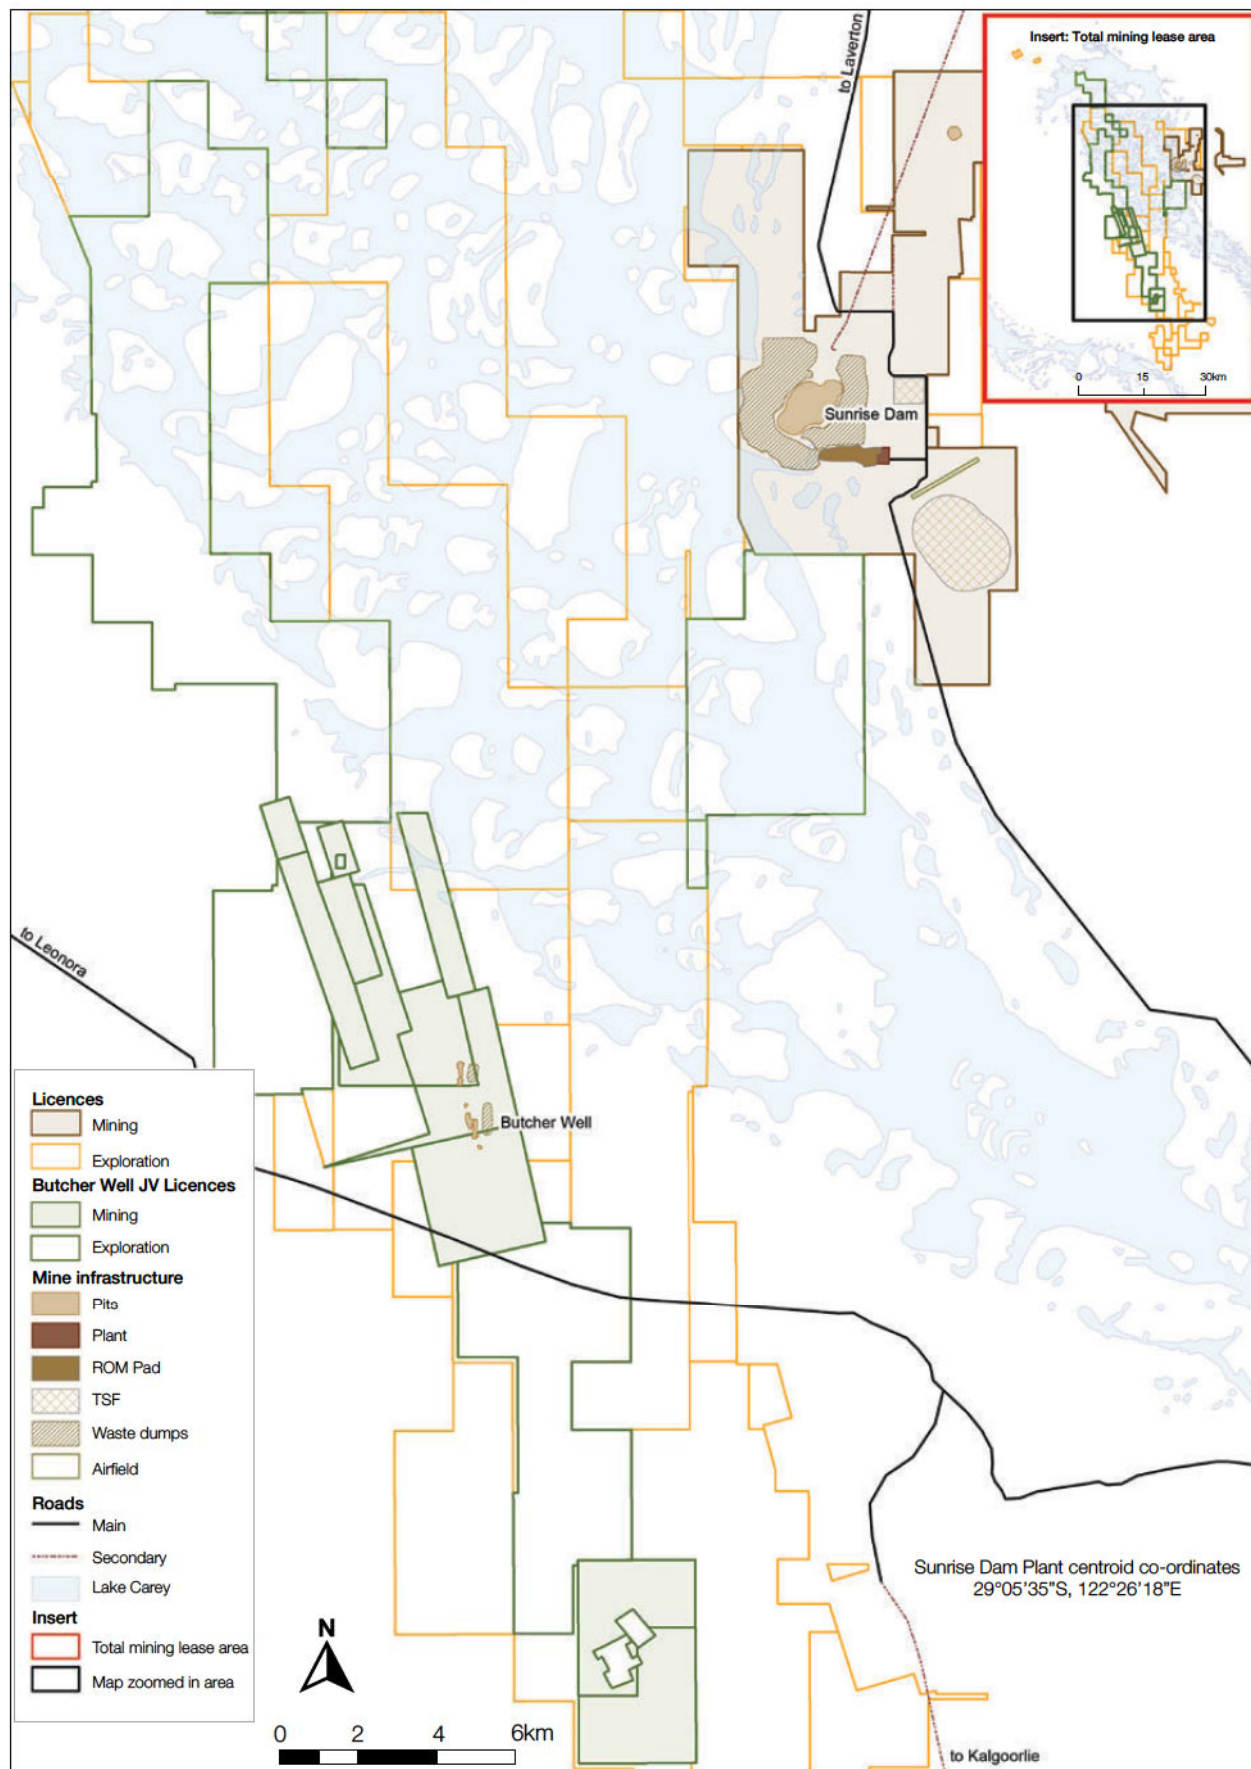 Insert: Total mining lease area
0 15 30km
to Laverton
Sunrise Dam
to Leonora
Butcher Well
Licences
Mining
Exploration
Butcher Well JV Licences
Mining
Exploration
Mine infrastructure
Pits
Plant
ROM Pad
TSF
Waste dumps
Airfield
Roads
Main
Secondary
Lake Carey
Insert
Total mining lease area
Map zoomed in area
N
0 2 4 6km
Sunrise Dam Plant centroid co-ordinates
29°05’35”S, 122°26’18”E
to Kalgoorlie